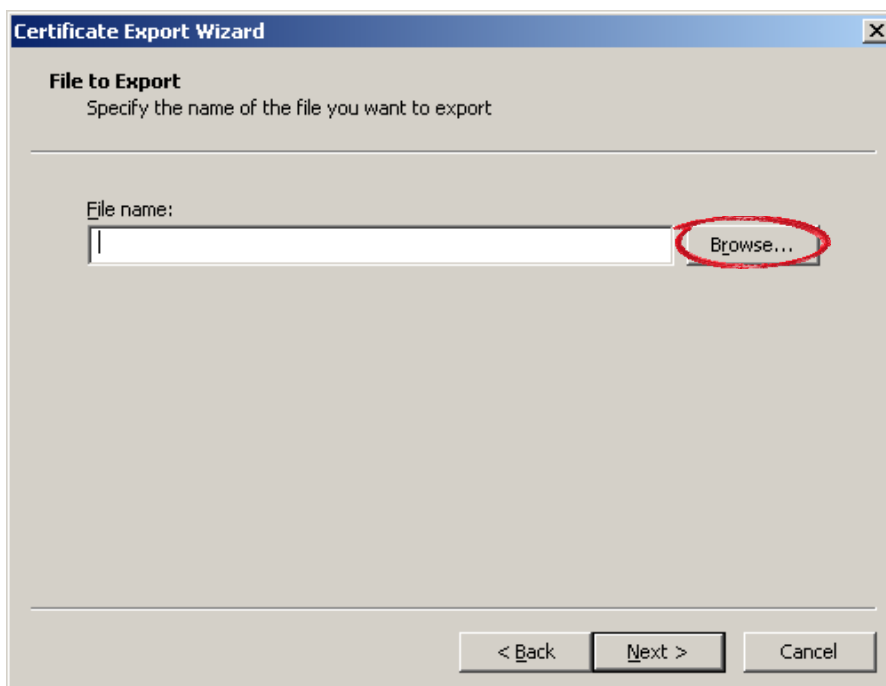 Certificate Export Wizard
File to Export
Specify the name of the file you want to export
File name:
Browse...
< Back
Next >
Cancel